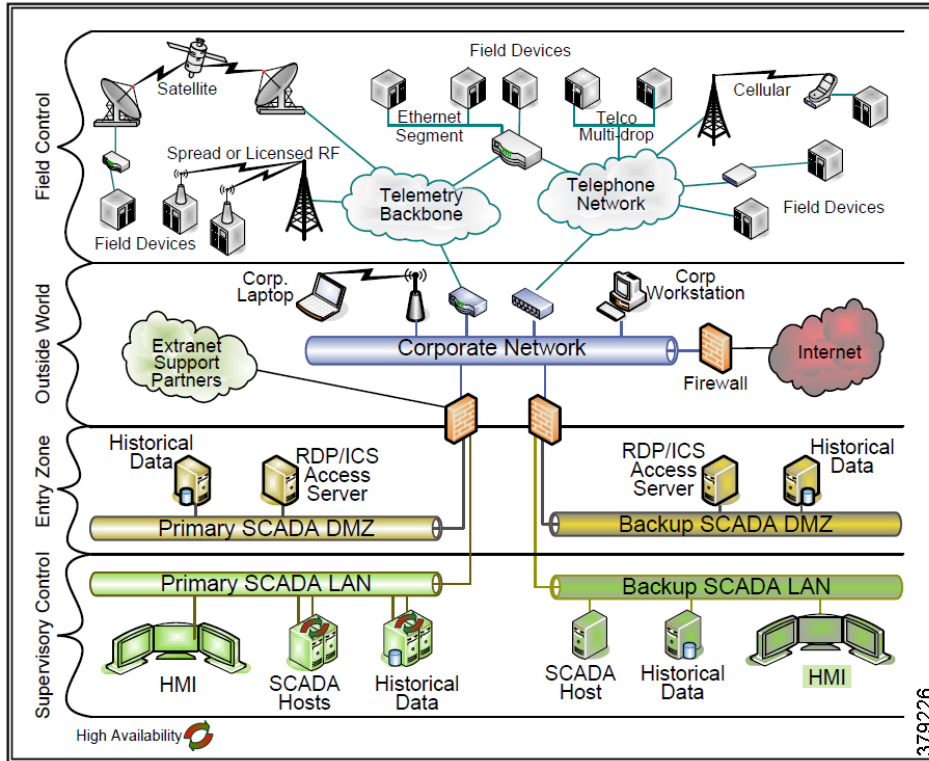 Field Control
Satellite
Field Devices
Ethernet
Segment
Telco
Multi-drop
Cellular
Spread or Licensed RF
Field Devices
Telemetry
Backbone
Telephone
Network
Field Devices
Outside World
Corp.
Laptop
Corp
Workstation
Extranet
Support
Partners
Corporate Network
Firewall
Internet
Entry Zone
Historical
Data
RDP/ICS
Access
Server
RDP/ICS
Access
Server
Historical
Data
Primary SCADA DMZ
Backup SCADA DMZ
Supervisory Control
Primary SCADA LAN
Backup SCADA LAN
HMI
SCADA
Hosts
Historical
Data
SCADA
Host
Historical
Data
HMI
High Availability
379226